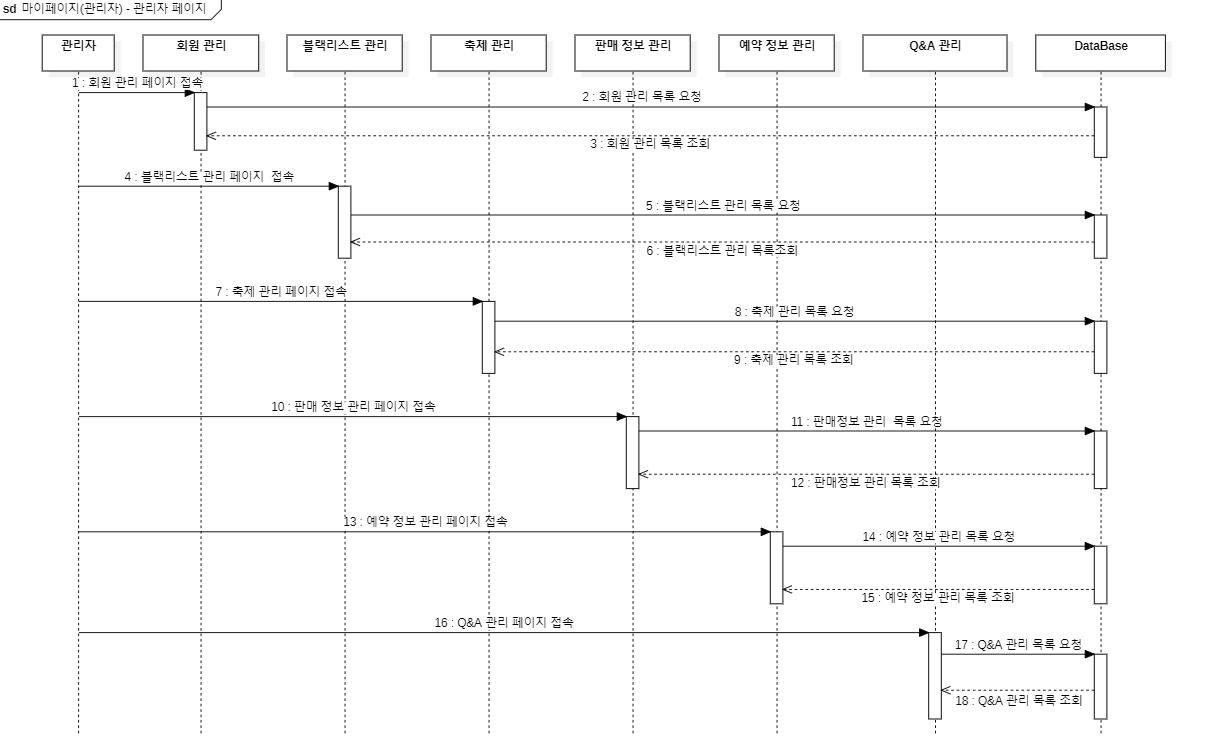 sd 마이페이지(관리자) - 관리자 페이지
관리자 회원 관리 블랙리스트 관리 축제 관리 판매 정보 관리 예약 정보 관리 Q&A 관리 DataBase
1 : 회원 관리 페이지 접속
2 : 회원 관리 목록 요청
3 : 회원 관리 목록 조회
4 : 블랙리스트 관리 페이지 접속
5 : 블랙리스트 관리 목록 요청
6 : 블랙리스트 관리 목록조회
7 : 축제 관리 페이지 접속
8 : 축제 관리 목록 요청
9 : 축제 관리 목록 조회
10 : 판매 정보 관리 페이지 접속
11 : 판매정보 관리 목록 요청
12 : 판매정보 관리 목록 조회
13 : 예약 정보 관리 페이지 접속
14 : 예약 정보 관리 목록 요청
15 : 예약 정보 관리 목록 조회
16 : Q&A 관리 페이지 접속
17 : Q&A 관리 목록 요청
18 : Q&A 관리 목록 조회